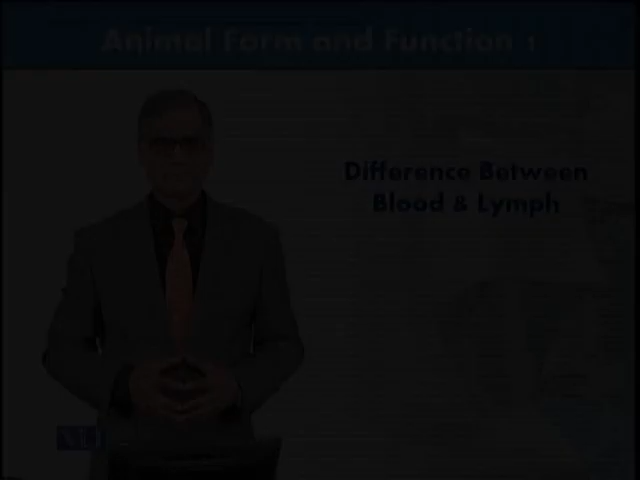 Animal Form and Function 1
Difference Between
Blood & Lymph